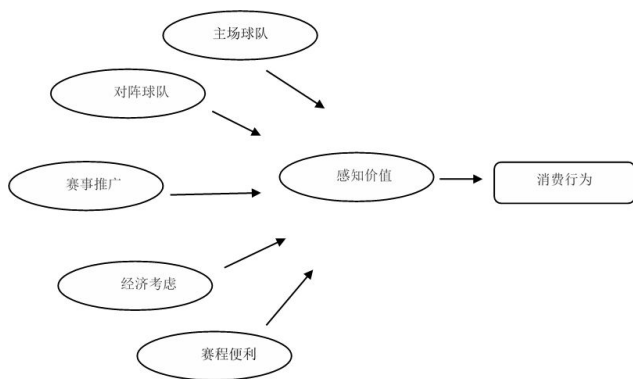 主场球队
对阵球队
赛事推广
感知价值
消费行为
经济考虑
赛程便利